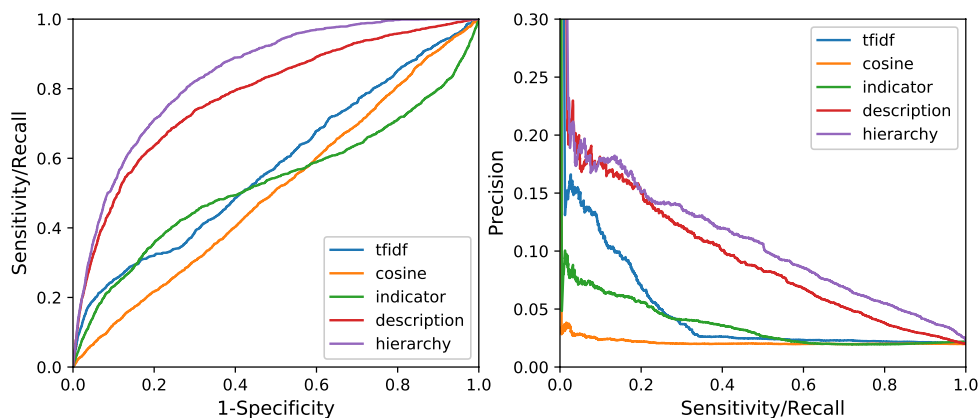 1.0
0.8
0.6
0.4
0.2
0.0
Sensitivity/Recall
0.0 0.2 0.4 0.6 0.8 1.0
1-Specificity
tfidf
cosine
indicator
description
hierarchy
0.30
0.25
0.20
0.15
0.10
0.05
0.00
Precision
0.0 0.2 0.4 0.6 0.8 1.0
Sensitivity/Recall
tfidf
cosine
indicator
description
hierarchy